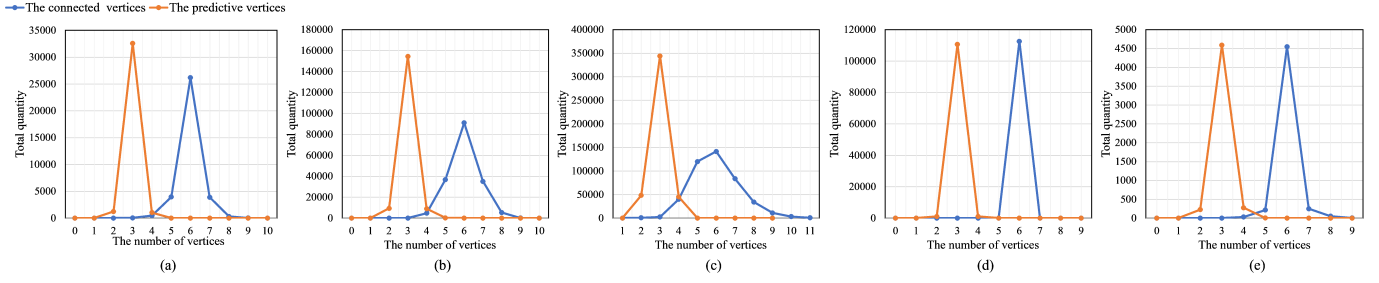 The connected vertices The predictive vertices
Total quantity
35000
30000
25000
20000
15000
10000
5000
0
0 1 2 3 4 5 6 7 8 9 10
The number of vertices
(a)
Total quantity
180000
160000
140000
120000
100000
80000
60000
40000
20000
0
0 1 2 3 4 5 6 7 8 9 10
The number of vertices
(b)
Total quantity
400000
350000
300000
250000
200000
150000
100000
50000
0
1 2 3 4 5 6 7 8 9 10 11
The number of vertices
(c)
Total quantity
120000
100000
80000
60000
40000
20000
0
0 1 2 3 4 5 6 7 8 9
The number of vertices
(d)
Total quantity
5000
4500
4000
3500
3000
2500
2000
1500
1000
500
0
0 1 2 3 4 5 6 7 8 9
The number of vertices
(e)